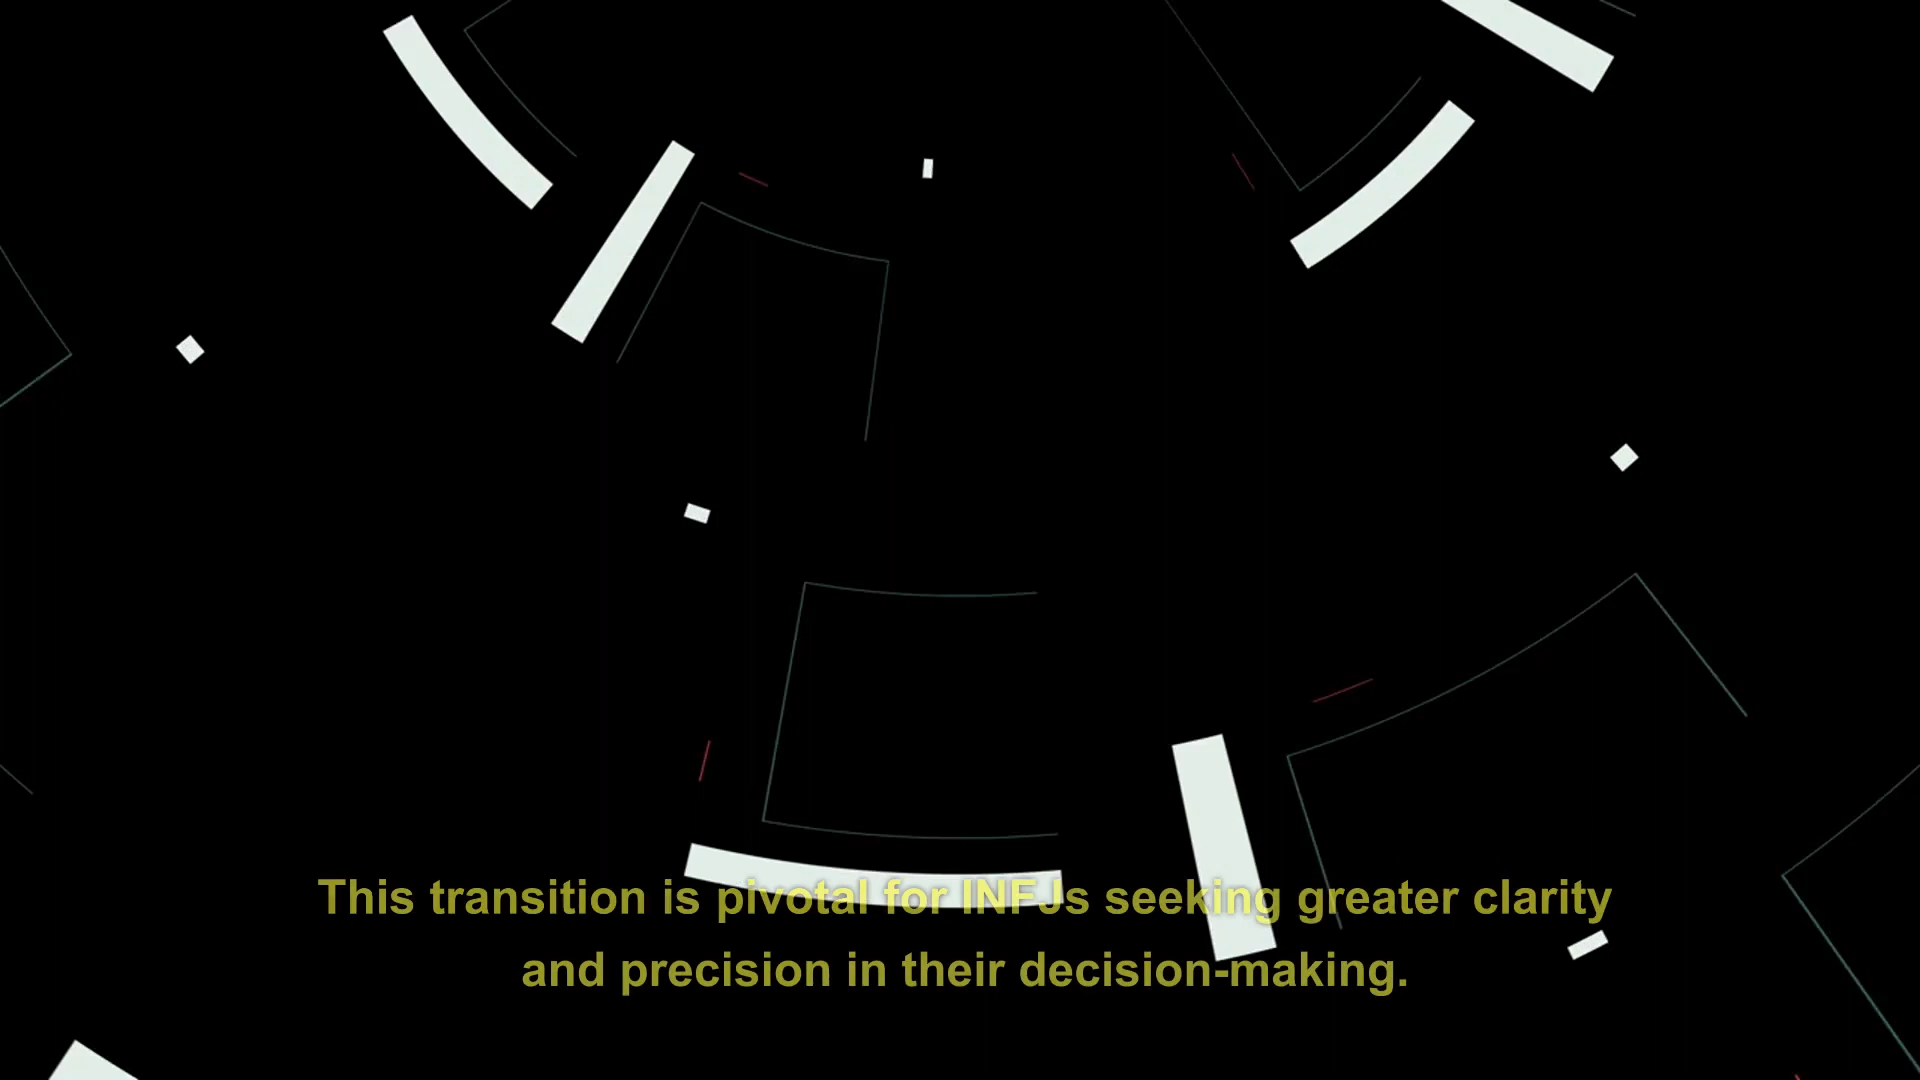 This transition is pivotal for INFJs seeking greater clarity
and precision in their decision-making.